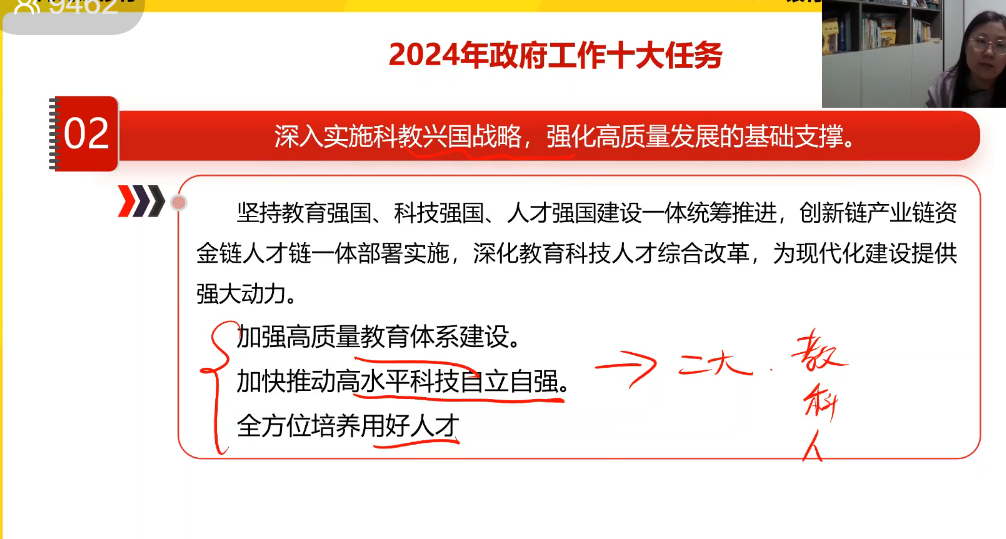 9462
2024年政府工作十大任务
02
深入实施科教兴国战略，强化高质量发展的基础支撑。
坚持教育强国、科技强国、人才强国建设一体统筹推进，创新链产业链资
金链人才链一体部署实施，深化教育科技人才综合改革，为现代化建设提供
强大动力。
加强高质量教育体系建设。
加快推动高水平科技自立自强。
全方位培养用好人才
二大
教
科
人